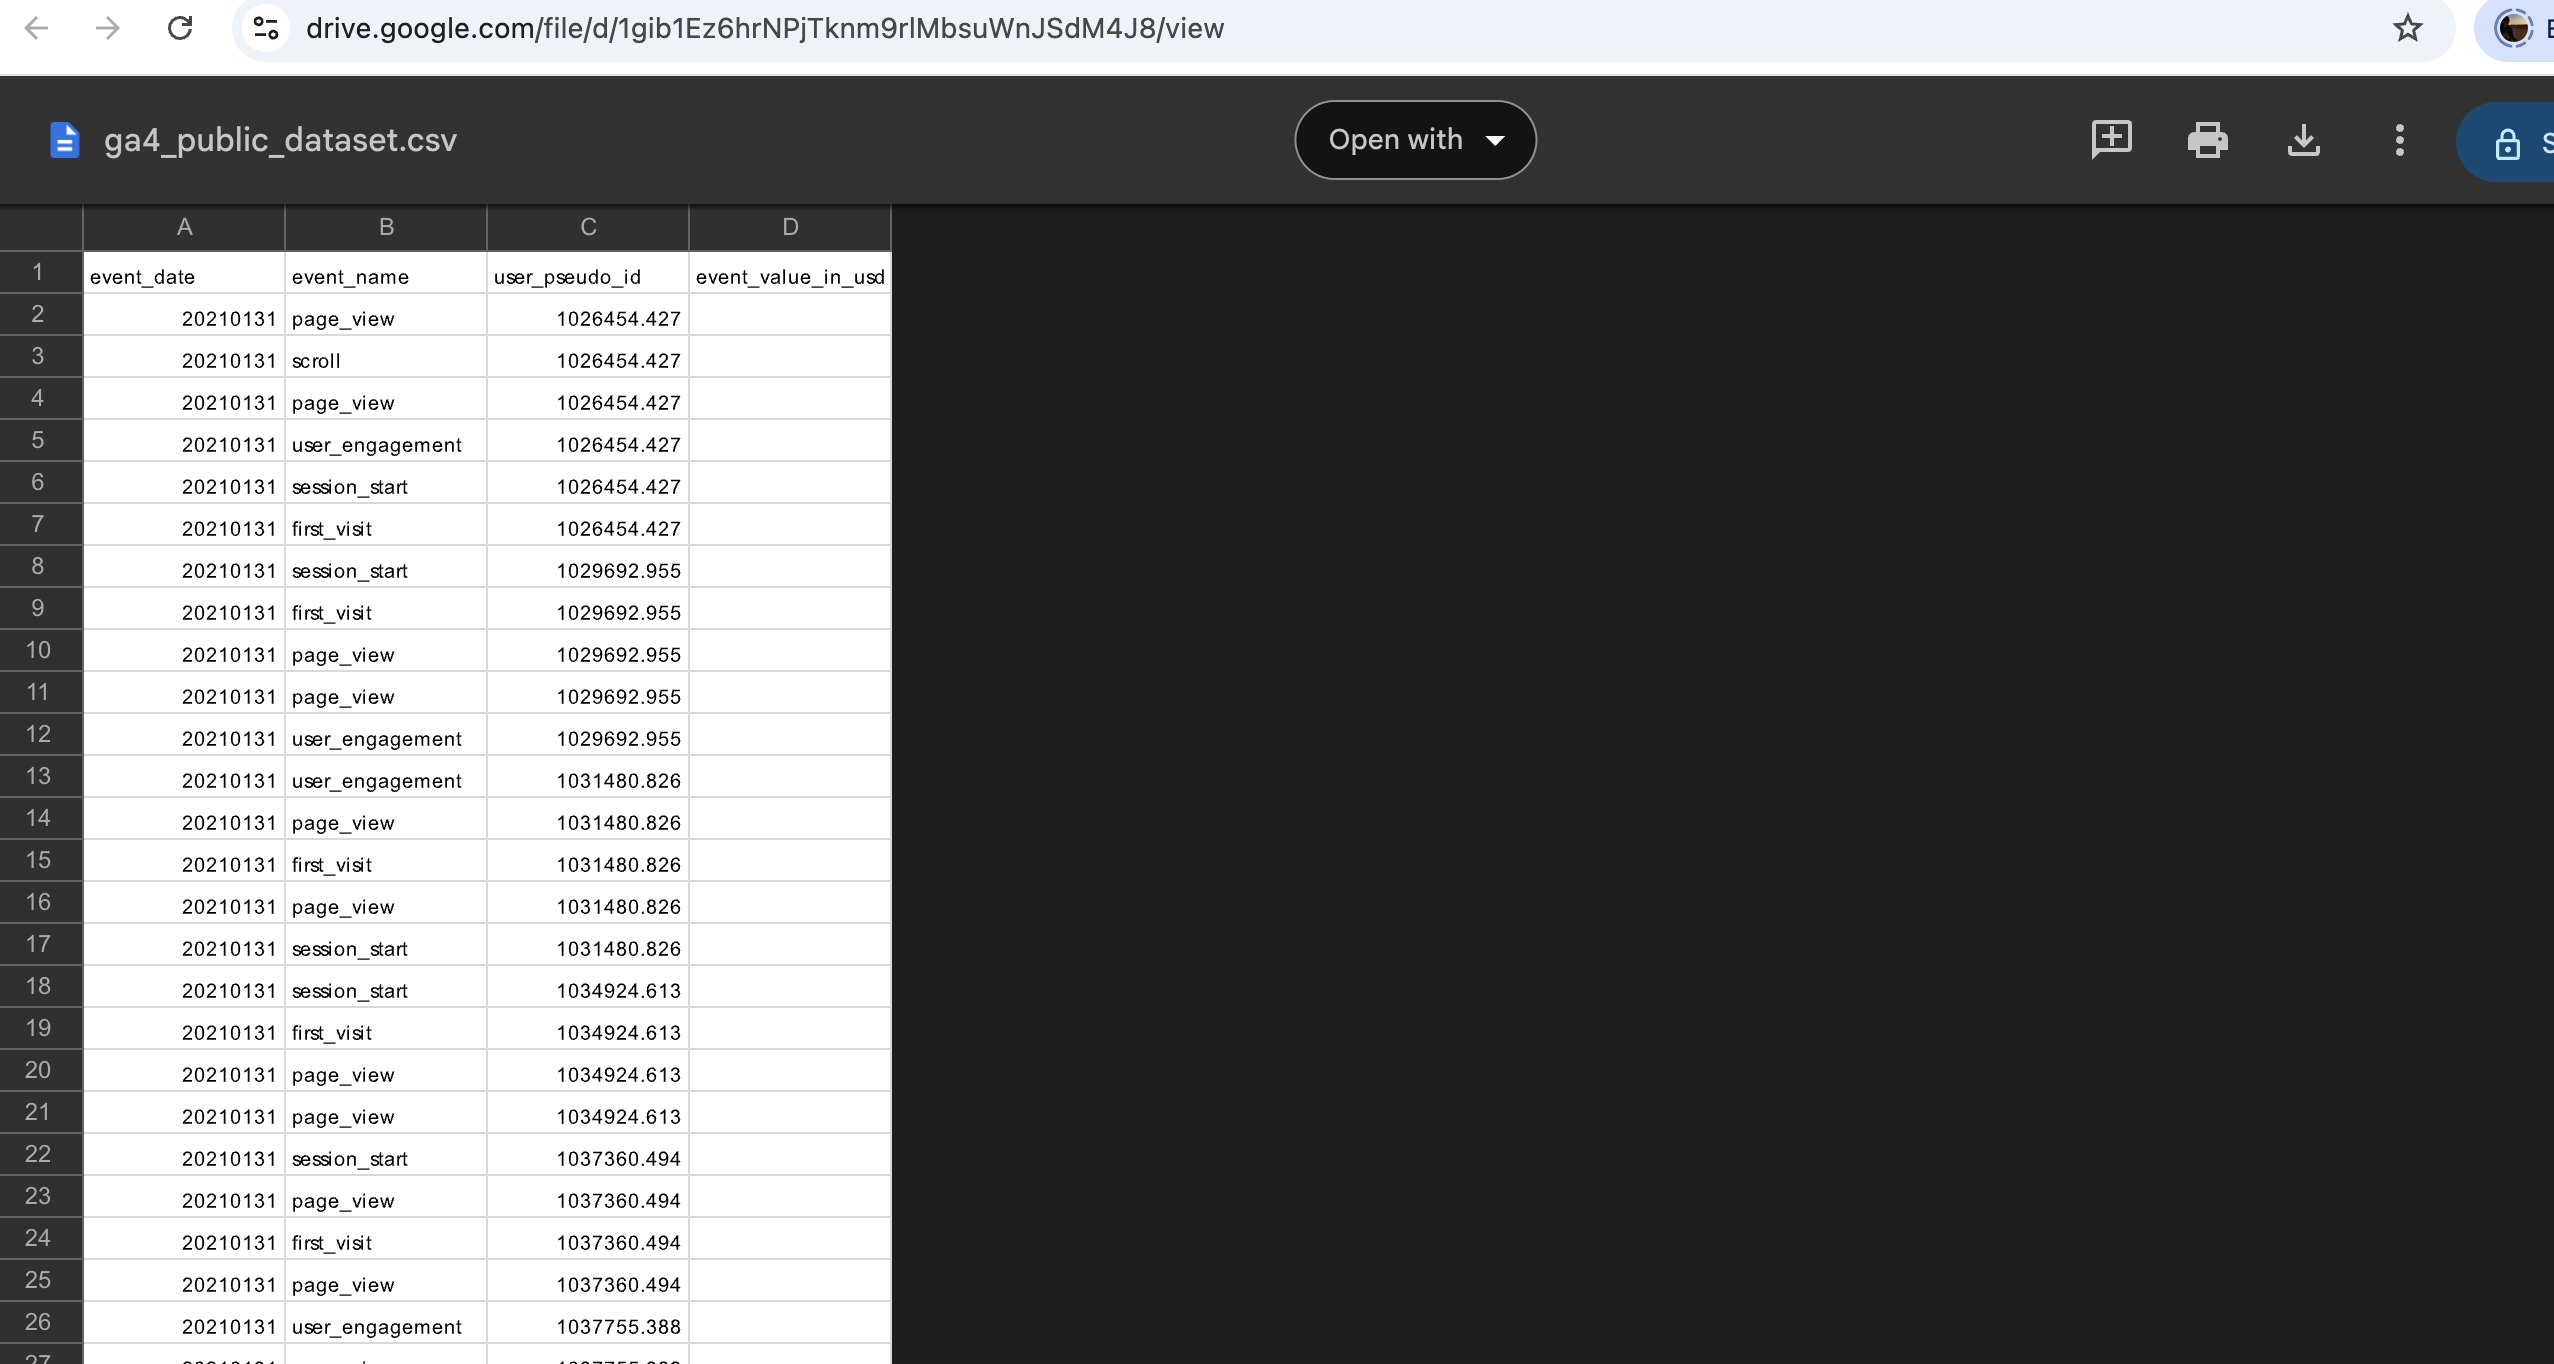 drive.google.com/file/d/1gib1Ez6hrNPjTknm9rlMbsuWnJSdM4J8/view
ga4_public_dataset.csv Open with
A B C D
1 event_date event_name user_pseudo_id event_value_in_usd
2 20210131 page_view 1026454.427
3 20210131 scroll 1026454.427
4 20210131 page_view 1026454.427
5 20210131 user_engagement 1026454.427
6 20210131 session_start 1026454.427
7 20210131 first_visit 1026454.427
8 20210131 session_start 1029692.955
9 20210131 first_visit 1029692.955
10 20210131 page_view 1029692.955
11 20210131 page_view 1029692.955
12 20210131 user_engagement 1029692.955
13 20210131 user_engagement 1031480.826
14 20210131 page_view 1031480.826
15 20210131 first_visit 1031480.826
16 20210131 page_view 1031480.826
17 20210131 session_start 1031480.826
18 20210131 session_start 1034924.613
19 20210131 first_visit 1034924.613
20 20210131 page_view 1034924.613
21 20210131 page_view 1034924.613
22 20210131 session_start 1037360.494
23 20210131 page_view 1037360.494
24 20210131 first_visit 1037360.494
25 20210131 page_view 1037360.494
26 20210131 user_engagement 1037755.388
27